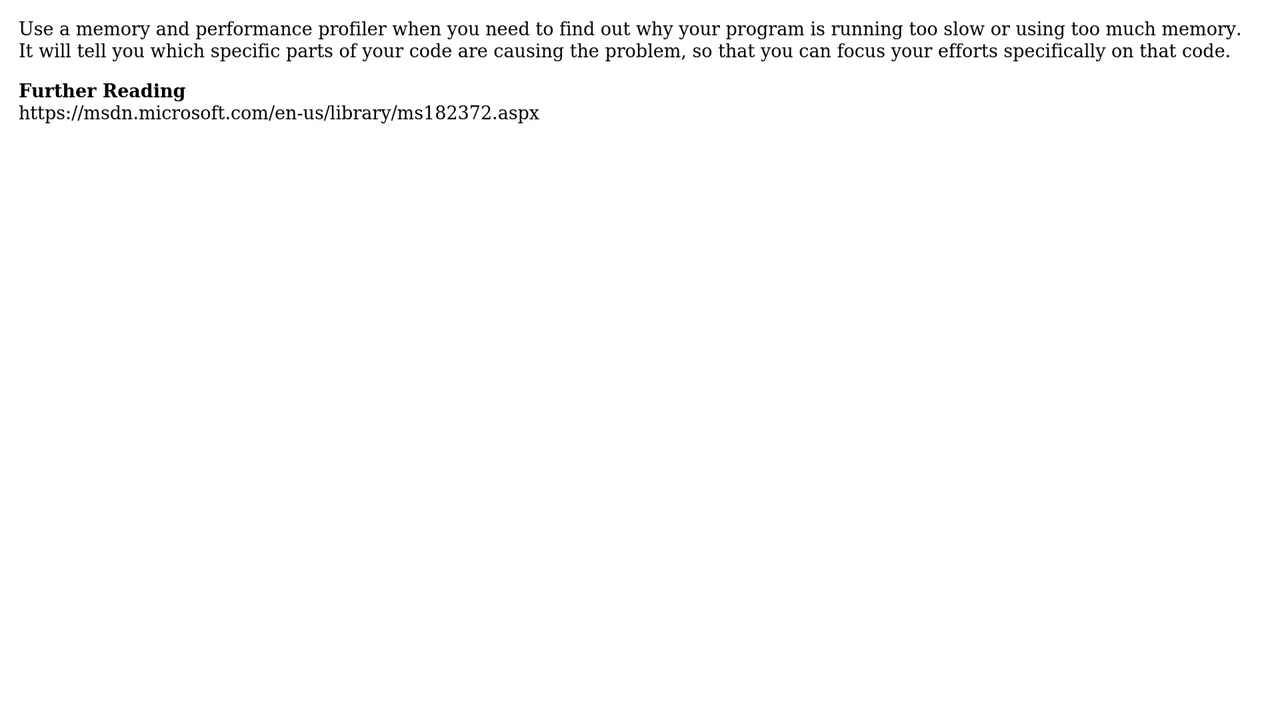 Use a memory and performance profiler when you need to find out why your program is running too slow or using too much memory.
It will tell you which specific parts of your code are causing the problem, so that you can focus your efforts specifically on that code.
Further Reading
https://msdn.microsoft.com/en-us/library/ms182372.aspx